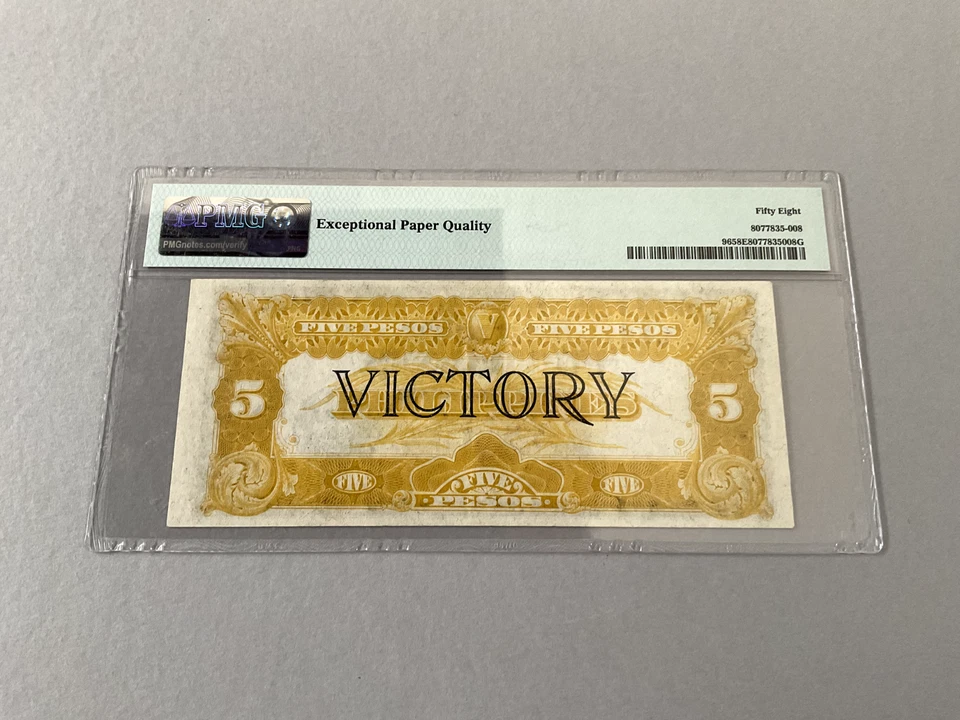 PMG
PMGnotes.com/verify
Exceptional Paper Quality
Fifty Eight
8077835-008
9658E8077835008G
FIVE PESOS V FIVE PESOS
5 PHILIPPINES 5
VICTORY
FIVE FIVE FIVE
PESOS